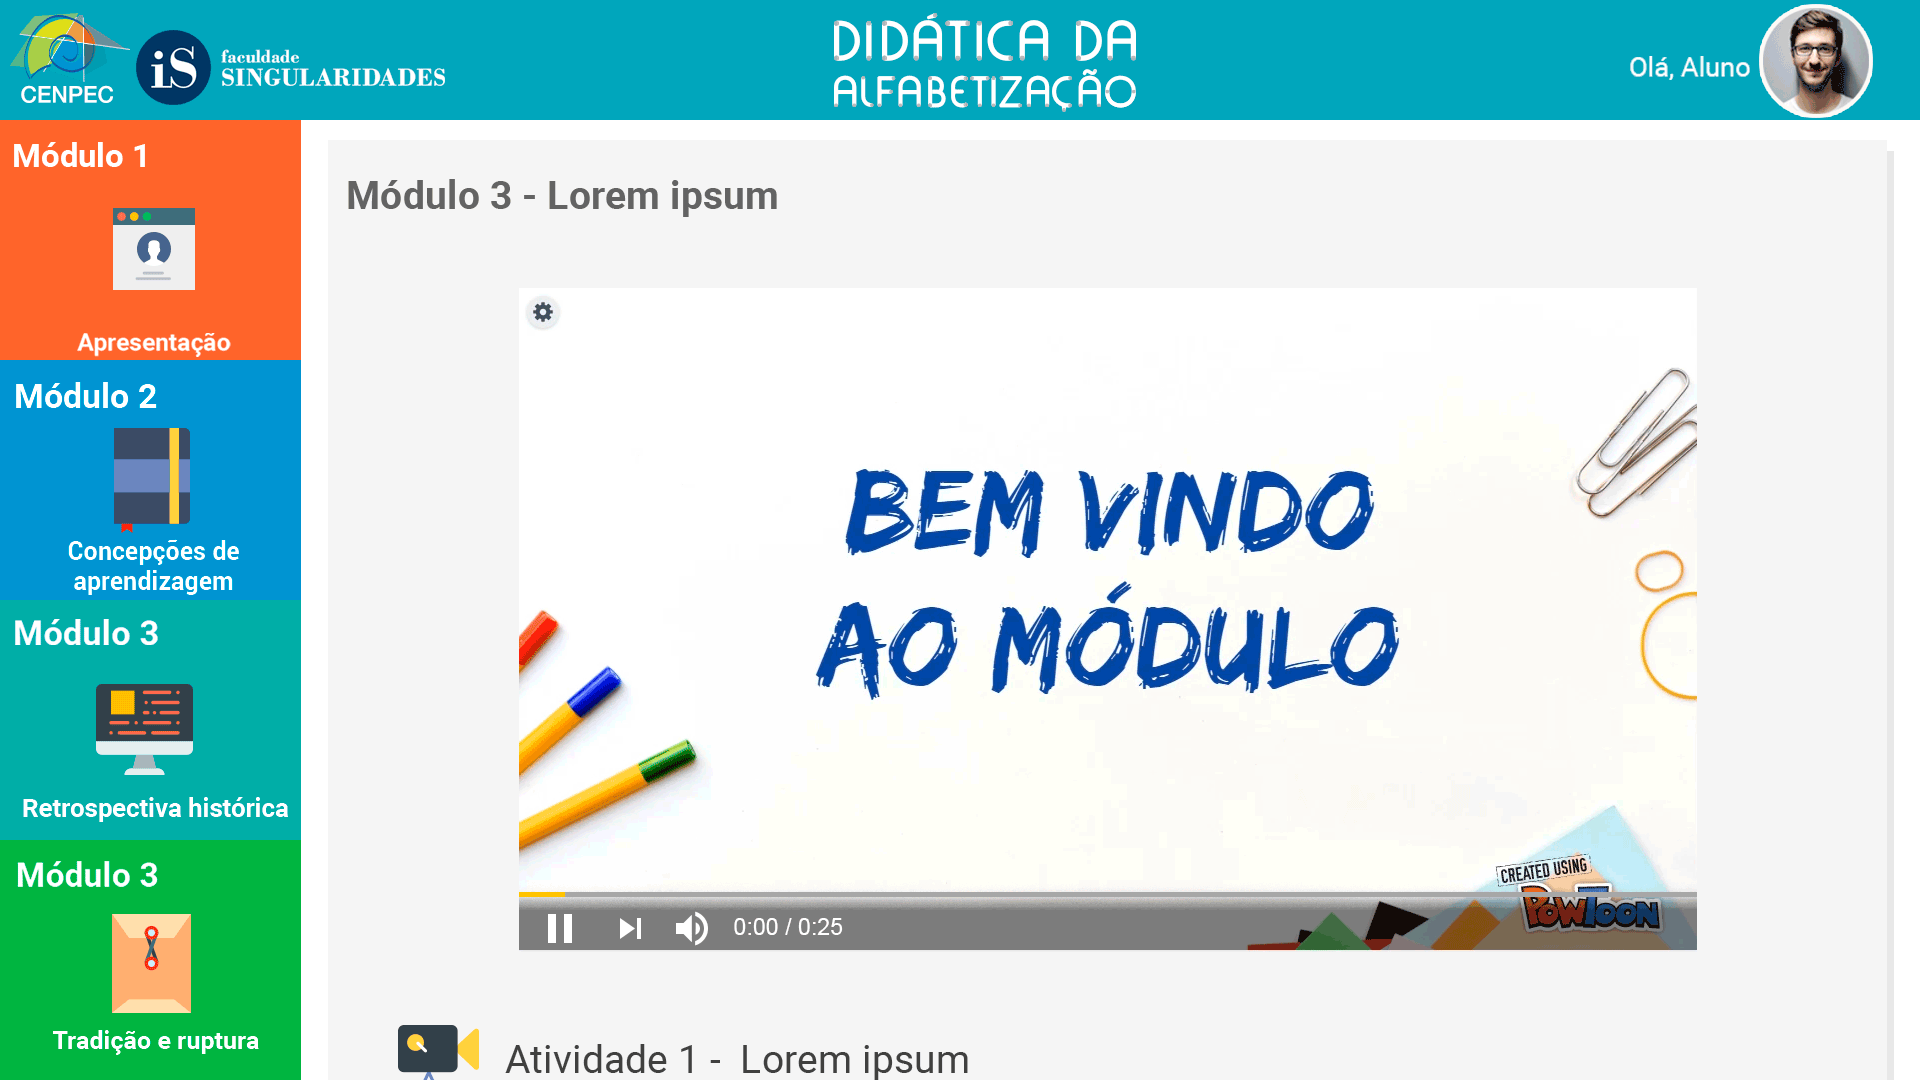 CENPEC
iS
faculdade
SINGULARIDADES
DIDÁTICA DA
ALFABETIZAÇÃO
Olá, Aluno
Módulo 1
Apresentação
Módulo 2
Concepções de
aprendizagem
Módulo 3
Retrospectiva histórica
Módulo 3
Tradição e ruptura
Módulo 3 - Lorem ipsum
BEM VINDO
AO MÓDULO
CREATED USING
POWTOON
0:00 / 0:25
Atividade 1 - Lorem ipsum